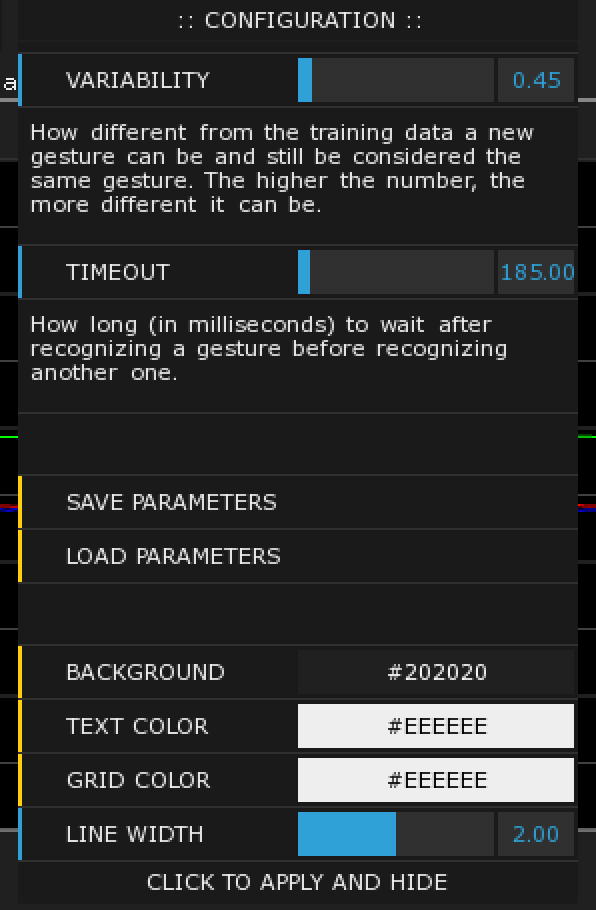 :: CONFIGURATION ::
a
VARIABILITY 0.45
How different from the training data a new
gesture can be and still be considered the
same gesture. The higher the number, the
more different it can be.
TIMEOUT 185.00
How long (in milliseconds) to wait after
recognizing a gesture before recognizing
another one.
SAVE PARAMETERS
LOAD PARAMETERS
BACKGROUND #202020
TEXT COLOR #EEEEEE
GRID COLOR #EEEEEE
LINE WIDTH 2.00
CLICK TO APPLY AND HIDE